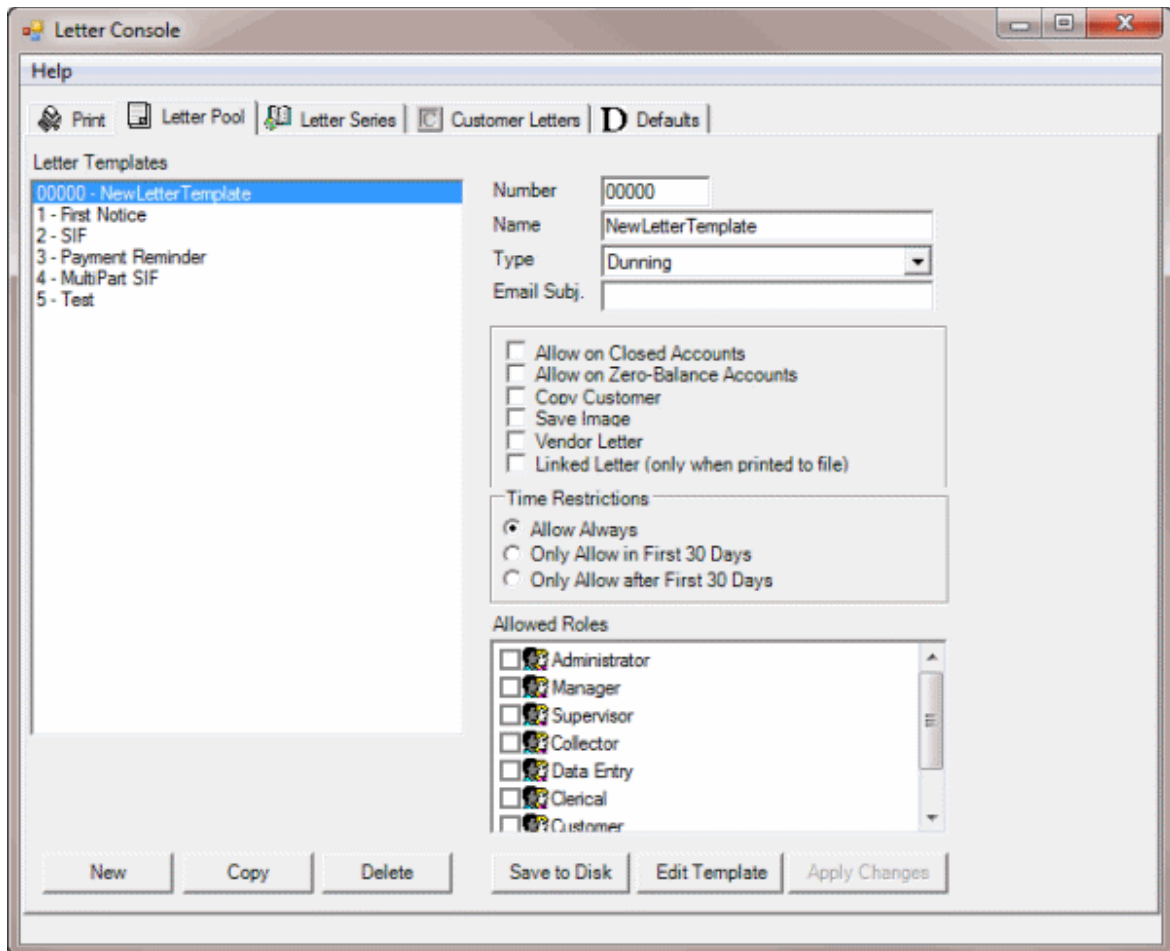 Letter Console
Help
Print Letter Pool Letter Series C Customer Letters D Defaults
Letter Templates
00000 - NewLetterTemplate
1 - First Notice
2 - SIF
3 - Payment Reminder
4 - MultiPart SIF
5 - Test
Number 00000
Name NewLetterTemplate
Type Dunning
Email Subj.
Allow on Closed Accounts
Allow on Zero-Balance Accounts
Copy Customer
Save Image
Vendor Letter
Linked Letter (only when printed to file)
Time Restrictions
Allow Always
Only Allow in First 30 Days
Only Allow after First 30 Days
Allowed Roles
Administrator
Manager
Supervisor
Collector
Data Entry
Clerical
Customer
New Copy Delete Save to Disk Edit Template Apply Changes